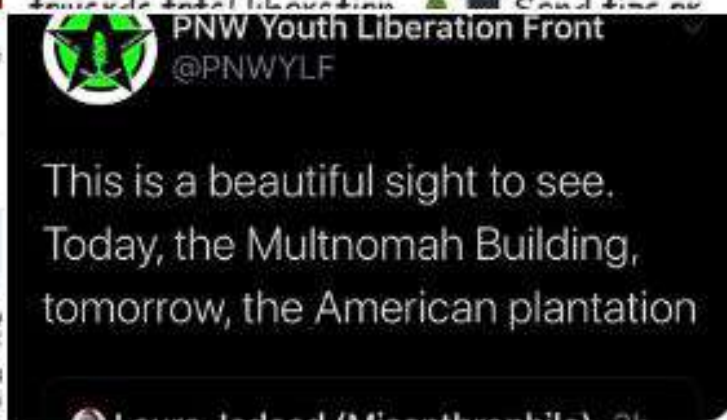 PNW Youth Liberation Front
@PNWYLF
This is a beautiful sight to see.
Today, the Multnomah Building,
tomorrow, the American plantation